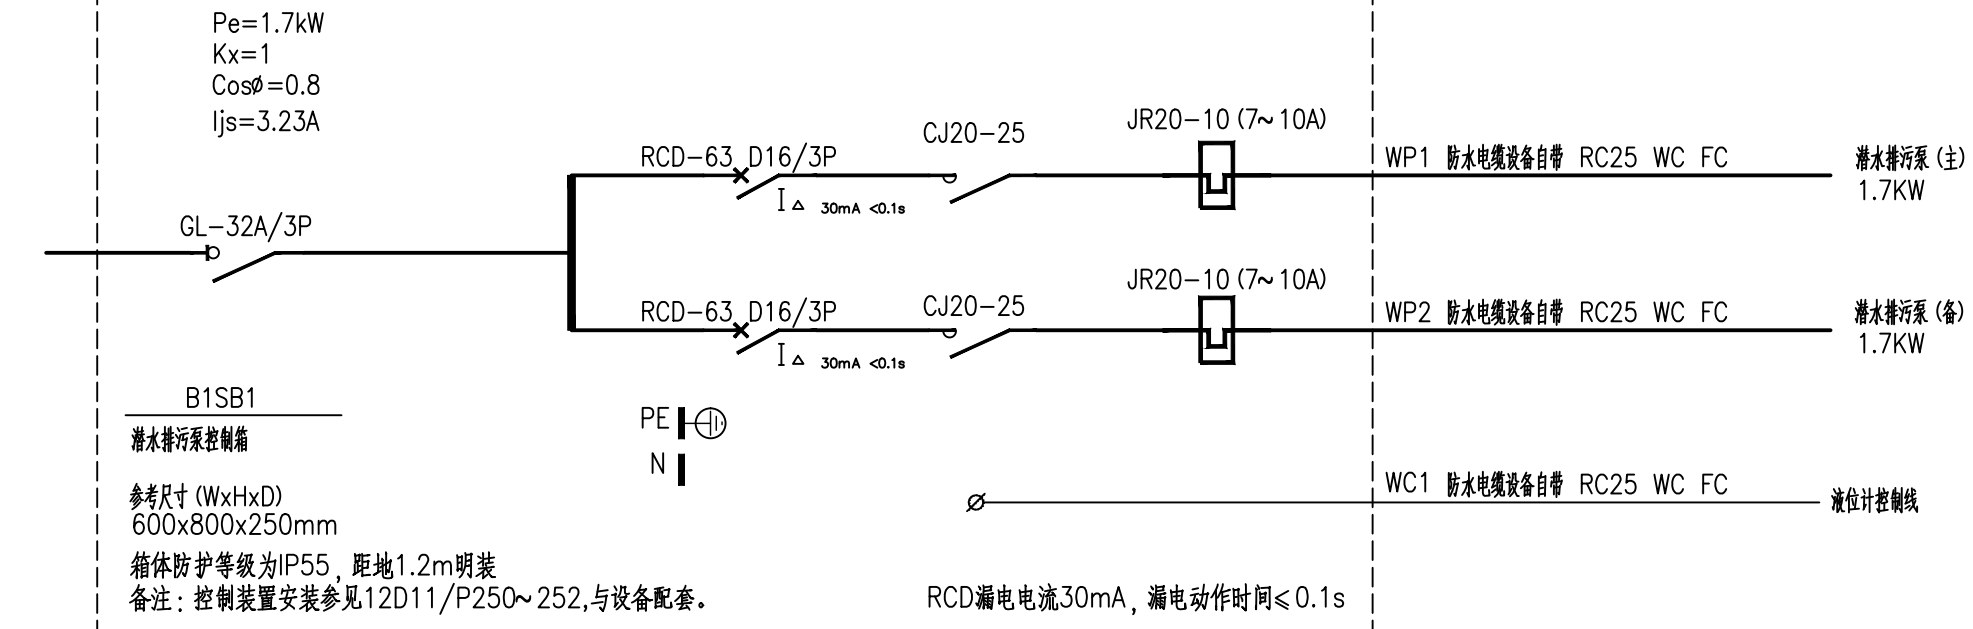 Pe=1.7kW
Kx=1
CosØ=0.8
Ijs=3.23A
GL-32A/3P
RCD-63 D16/3P
I△ 30mA <0.1s
CJ20-25
JR20-10 (7~10A)
WP1 防水电缆设备自带 RC25 WC FC
潜水排污泵(主)
1.7KW
RCD-63 D16/3P
I△ 30mA <0.1s
CJ20-25
JR20-10 (7~10A)
WP2 防水电缆设备自带 RC25 WC FC
潜水排污泵(备)
1.7KW
B1SB1
潜水排污泵控制箱
PE
N
WC1 防水电缆设备自带 RC25 WC FC
液位计控制线
参考尺寸(WxHxD)
600x800x250mm
箱体防护等级为IP55,距地1.2m明装
备注:控制装置安装参见12D11/P250~252,与设备配套。
RCD漏电电流30mA,漏电动作时间≤0.1s